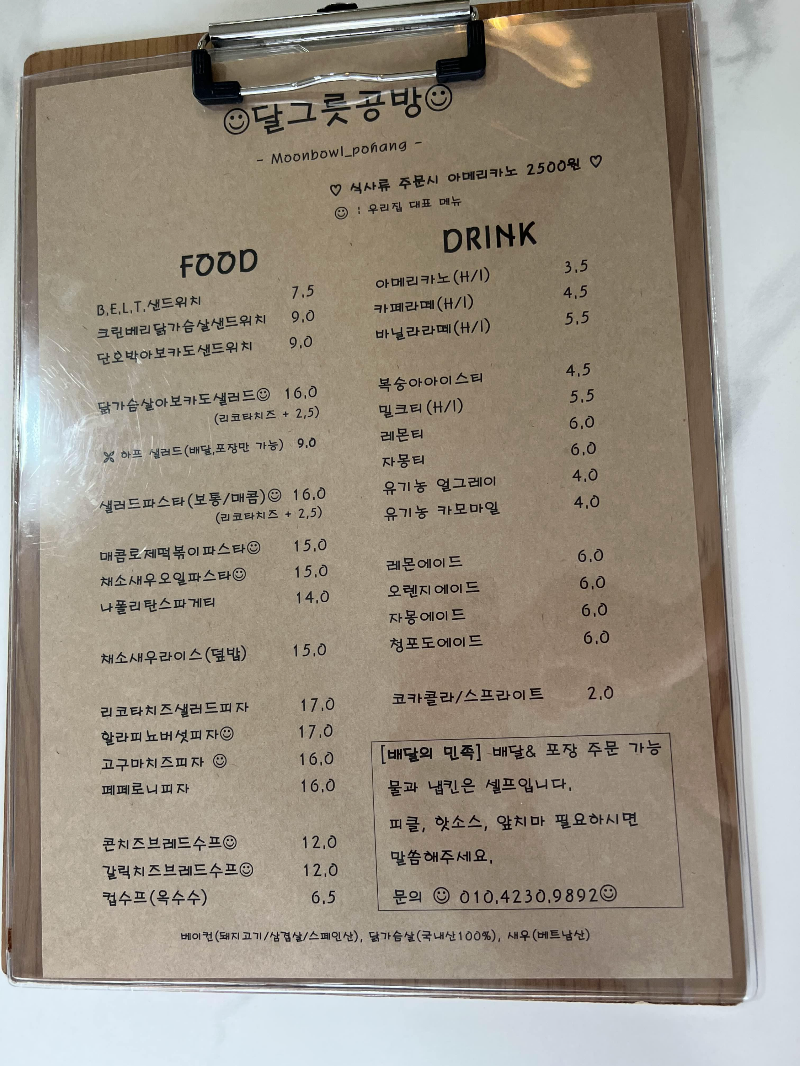 ☺달그릇공방☺
- Moonbowl_pohang -
♡ 식사류 주문시 아메리카노 2500원 ♡
☺ : 우리집 대표 메뉴
FOOD
B.E.L.T.샌드위치 7,5
크린베리닭가슴살샌드위치 9,0
단호박아보카도샌드위치 9,0
닭가슴살아보카도샐러드☺ 16,0
(리코타치즈 + 2,5)
※ 하프 샐러드(배달,포장만 가능) 9,0
샐러드파스타(보통/매콤)☺ 16,0
(리코타치즈 + 2,5)
매콤로제떡볶이파스타☺ 15,0
채소새우오일파스타☺ 15,0
나폴리탄스파게티 14,0
채소새우라이스(덮밥) 15,0
리코타치즈샐러드피자 17,0
할라피뇨버섯피자☺ 17,0
고구마치즈피자 ☺ 16,0
페페로니피자 16,0
콘치즈브레드수프☺ 12,0
갈릭치즈브레드수프☺ 12,0
컵수프(옥수수) 6,5
DRINK
아메리카노(H/I) 3,5
카페라떼(H/I) 4,5
바닐라라떼(H/I) 5,5
복숭아아이스티 4,5
밀크티(H/I) 5,5
레몬티 6,0
자몽티 6,0
유기농 얼그레이 4,0
유기농 카모마일 4,0
레몬에이드 6,0
오렌지에이드 6,0
자몽에이드 6,0
청포도에이드 6,0
코카콜라/스프라이트 2,0
[배달의 민족] 배달& 포장 주문 가능
물과 냅킨은 셀프입니다.
피클, 핫소스, 앞치마 필요하시면
말씀해주세요.
문의 ☺ 010.4230.9892☺
베이컨(돼지고기/삼겹살/스페인산), 닭가슴살(국내산100%), 새우(베트남산)